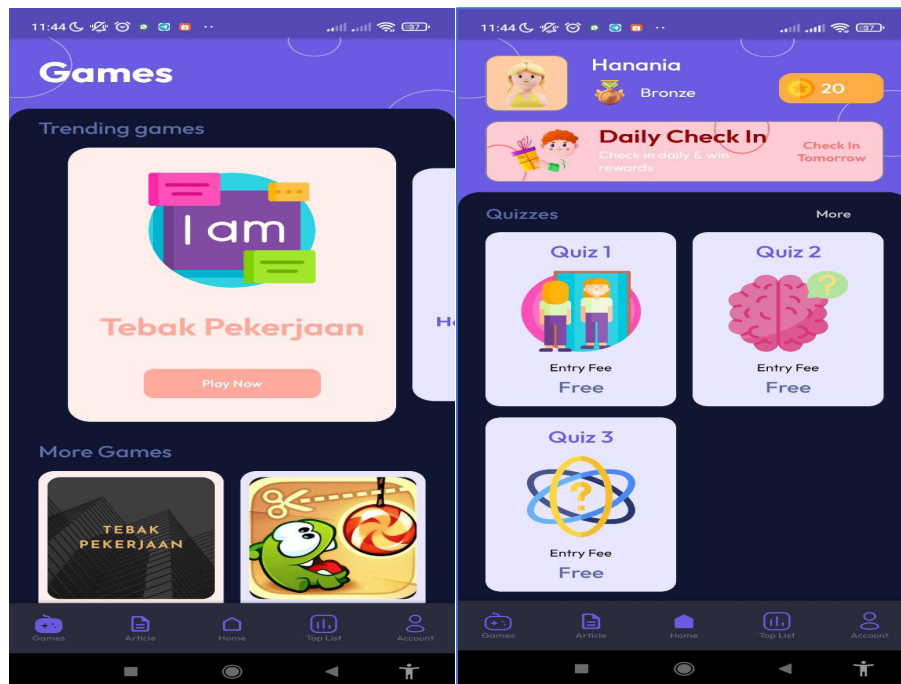 11:44
37
Games
Trending games
I am
Tebak Pekerjaan
Play Now
More Games
TEBAK
PEKERJAAN
Games
Article
Home
Top List
Account
11:44
37
Hanania
Bronze
20
Daily Check In
Check in daily & win
rewards
Check In
Tomorrow
Quizzes
More
Quiz 1
Entry Fee
Free
Quiz 2
?
Entry Fee
Free
Quiz 3
?
Entry Fee
Free
Games
Article
Home
Top List
Account